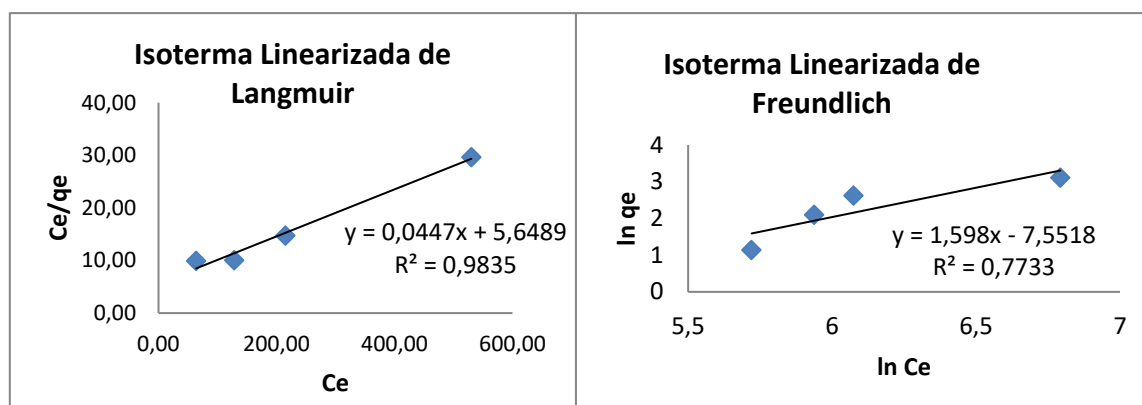 Isoterma Linearizada de
Langmuir
40,00
30,00
20,00
10,00
0,00
Ce/qe
y = 0,0447x + 5,6489
R² = 0,9835
0,00
200,00
400,00
600,00
Ce
Isoterma Linearizada de
Freundlich
4
3
2
1
0
ln qe
y = 1,598x - 7,5518
R² = 0,7733
5,5
6
6,5
7
ln Ce